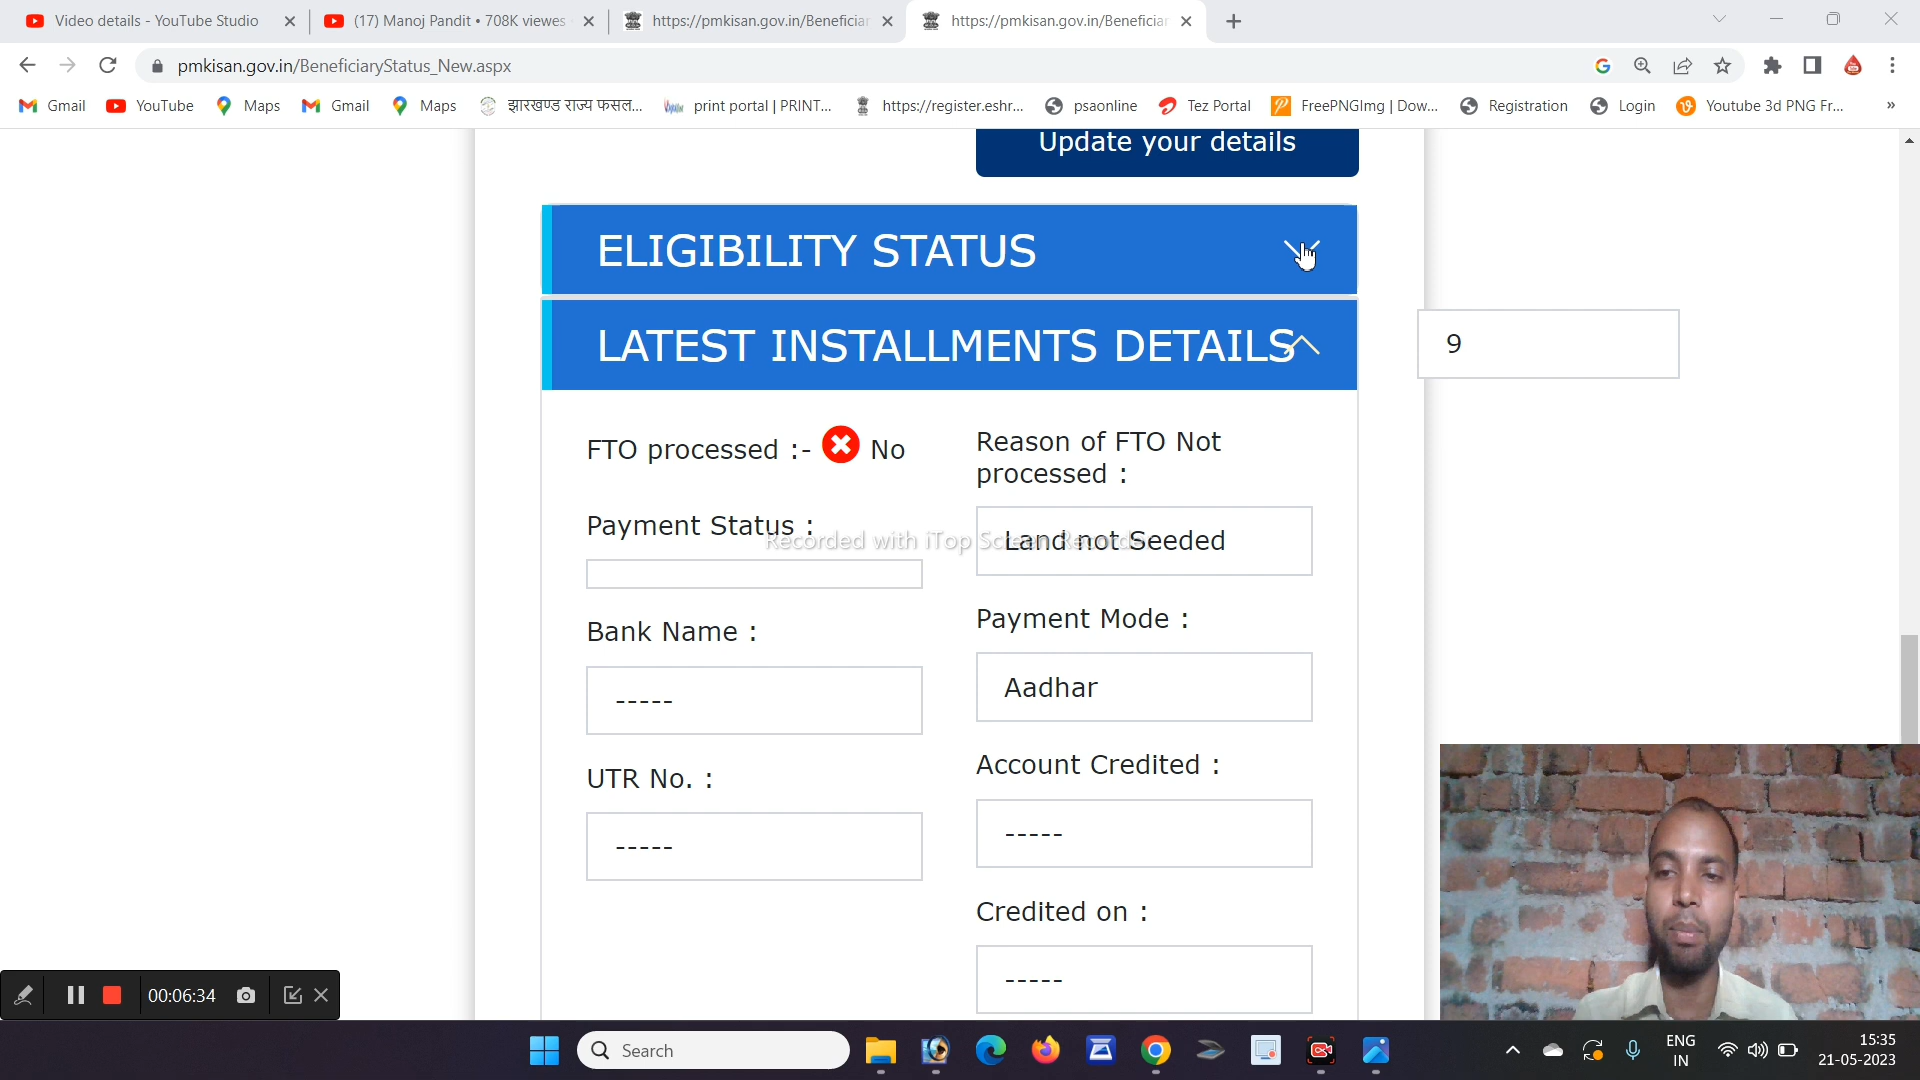 Video details - YouTube Studio
(17) Manoj Pandit • 708K viewes
https://pmkisan.gov.in/Beneficiar
https://pmkisan.gov.in/Beneficiar
pmkisan.gov.in/BeneficiaryStatus_New.aspx
Gmail
YouTube
Maps
Gmail
Maps
झारखण्ड राज्य फसल...
print portal | PRINT...
https://register.eshr...
psaonline
Tez Portal
FreePNGImg | Dow...
Registration
Login
Youtube 3d PNG Fr...
»
Update your details
ELIGIBILITY STATUS
LATEST INSTALLMENTS DETAILS
9
FTO processed :- No
Reason of FTO Not
processed :
Payment Status :
Recorded with iTop Screen Recorder
Land not Seeded
Bank Name :
Payment Mode :
-----
Aadhar
UTR No. :
Account Credited :
-----
-----
Credited on :
-----
00:06:34
Search
ENG
IN
15:35
21-05-2023